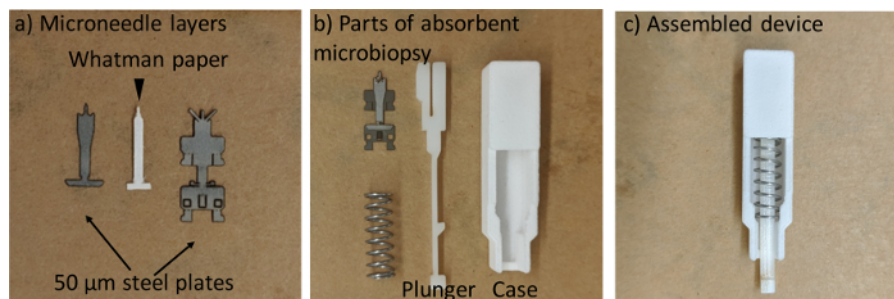 a) Microneedle layers
Whatman paper
50 µm steel plates
b) Parts of absorbent
microbiopsy
Plunger Case
c) Assembled device